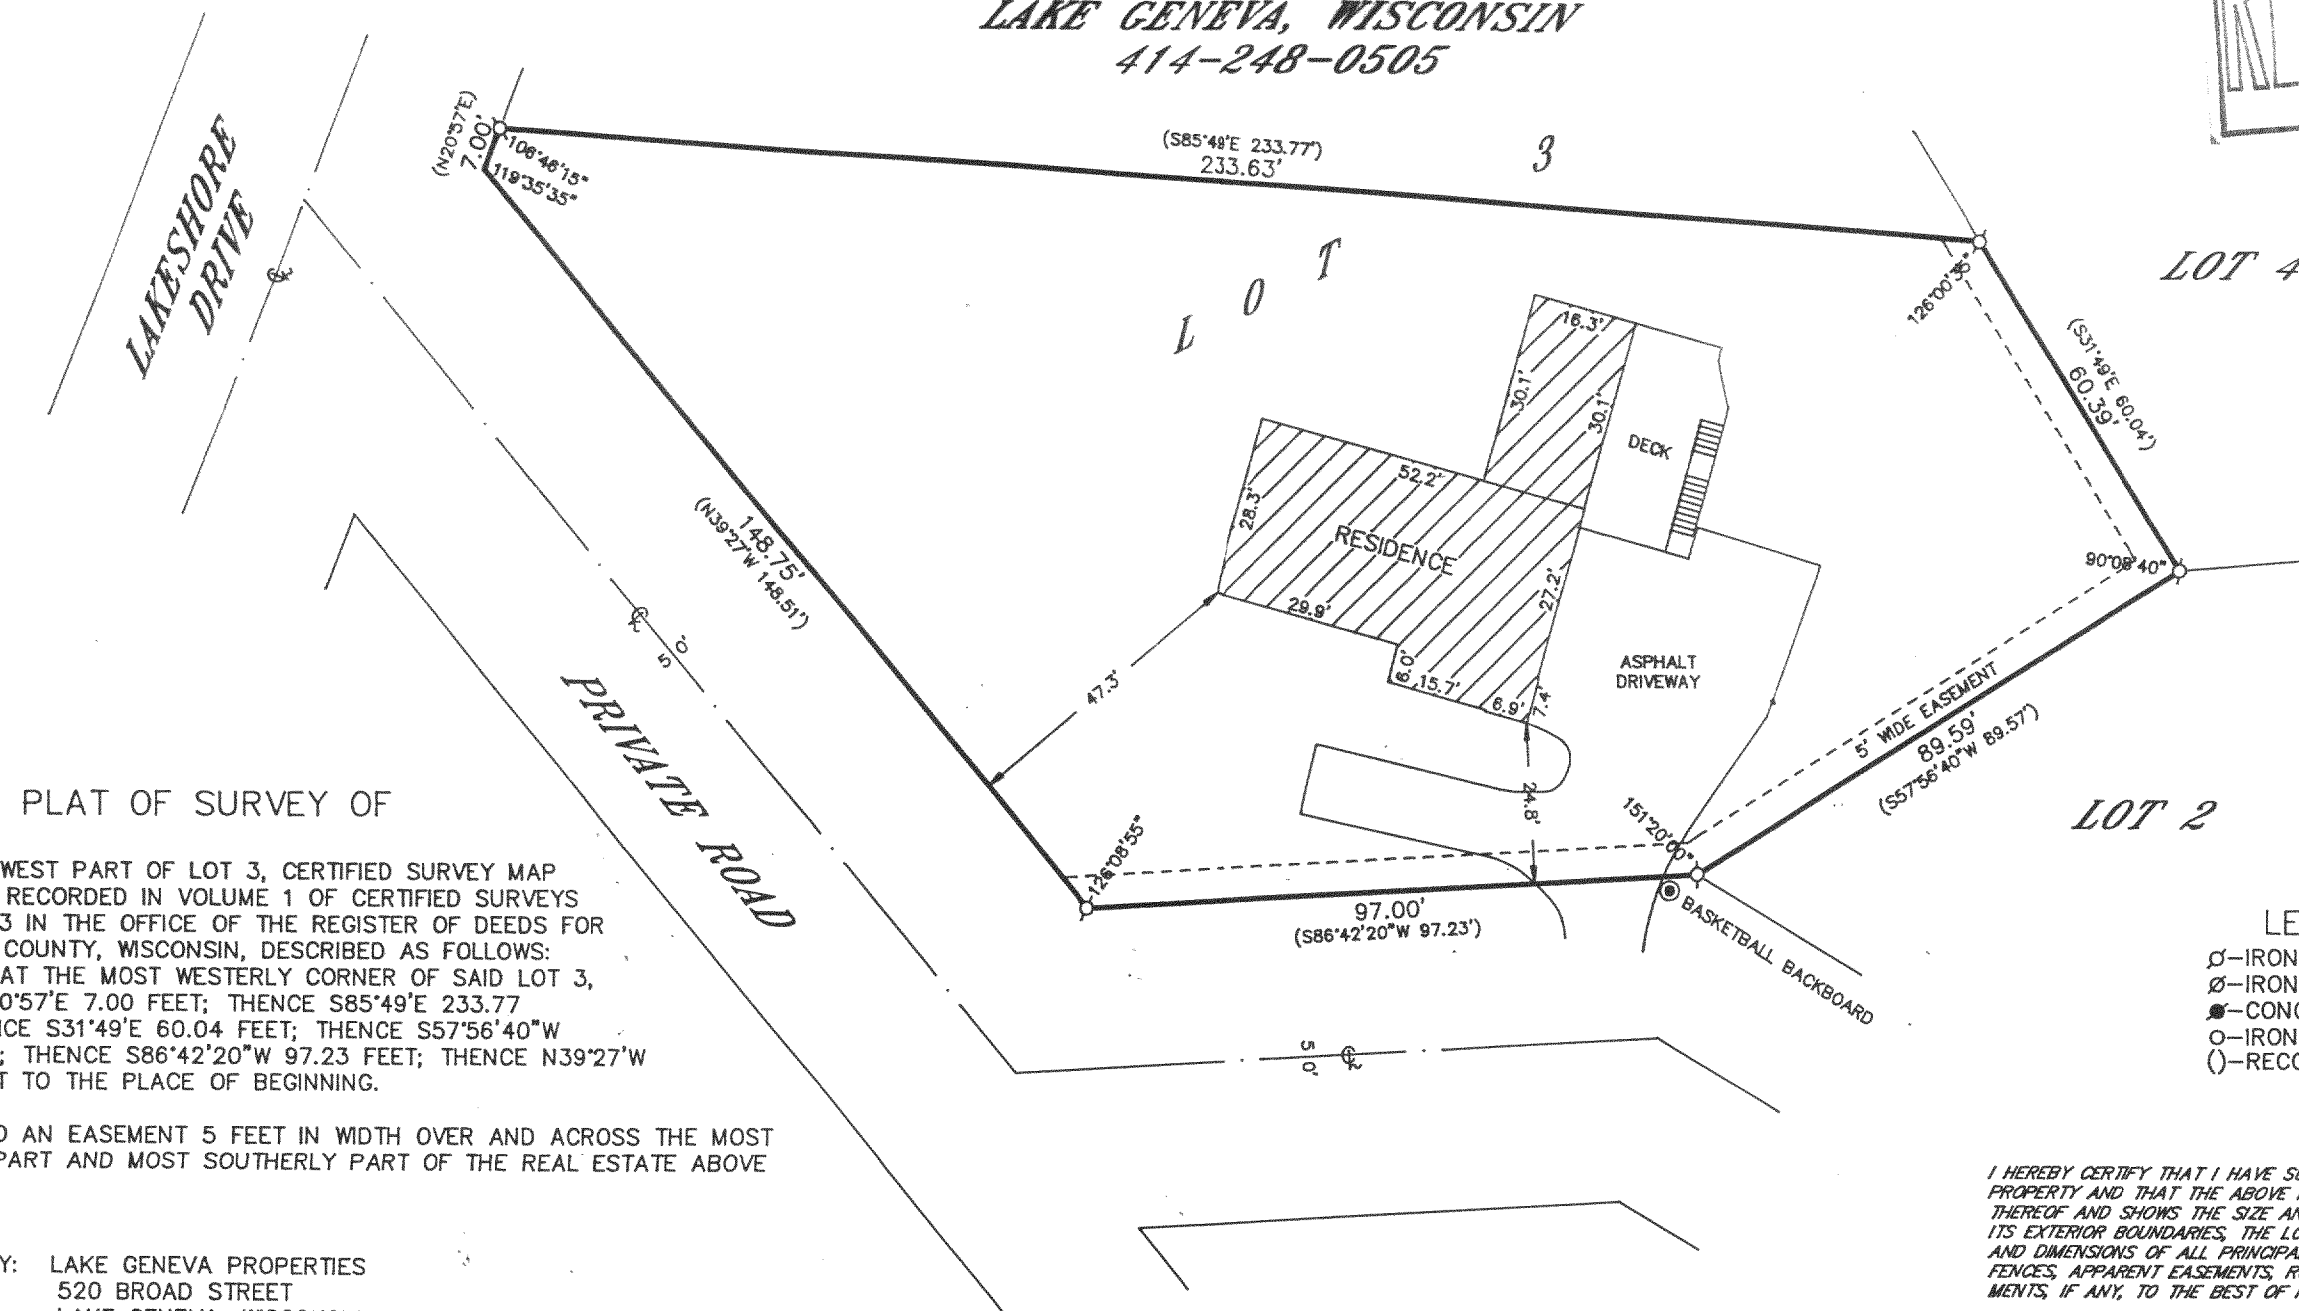 LAKE GENEVA, WISCONSIN
414-248-0505
LAKESHORE
DRIVE
(N20°57'E)
7.00'
106°46'15"
119°35'35"
(S85°49'E 233.77')
233.63'
LOT 3
126°00'35"
LOT 4
(S31°49'E 60.04')
60.39'
90°08'40"
16.3'
30.1'
30.1'
DECK
52.2'
28.3'
RESIDENCE
27.2'
29.9'
6.0'
15.7'
6.9'
7.4'
ASPHALT
DRIVEWAY
148.75'
(N39°27'W 148.51')
47.3'
50'
PRIVATE ROAD
24.8'
5' WIDE EASEMENT
89.59'
(S57°56'40"W 89.57')
151°20'00"
126°08'55"
97.00'
(S86°42'20"W 97.23')
BASKETBALL BACKBOARD
LOT 2
50'
PLAT OF SURVEY OF
WEST PART OF LOT 3, CERTIFIED SURVEY MAP
RECORDED IN VOLUME 1 OF CERTIFIED SURVEYS
3 IN THE OFFICE OF THE REGISTER OF DEEDS FOR
COUNTY, WISCONSIN, DESCRIBED AS FOLLOWS:
AT THE MOST WESTERLY CORNER OF SAID LOT 3,
0°57'E 7.00 FEET; THENCE S85°49'E 233.77
CE S31°49'E 60.04 FEET; THENCE S57°56'40"W
; THENCE S86°42'20"W 97.23 FEET; THENCE N39°27'W
T TO THE PLACE OF BEGINNING.
AN EASEMENT 5 FEET IN WIDTH OVER AND ACROSS THE MOST
PART AND MOST SOUTHERLY PART OF THE REAL ESTATE ABOVE
Y: LAKE GENEVA PROPERTIES
520 BROAD STREET
LE
-IRON
-IRON
-CONC
-IRON
()-RECO
I HEREBY CERTIFY THAT I HAVE SU
PROPERTY AND THAT THE ABOVE
THEREOF AND SHOWS THE SIZE AN
ITS EXTERIOR BOUNDARIES, THE LO
AND DIMENSIONS OF ALL PRINCIPA
FENCES, APPARENT EASEMENTS, R
MENTS, IF ANY, TO THE BEST OF